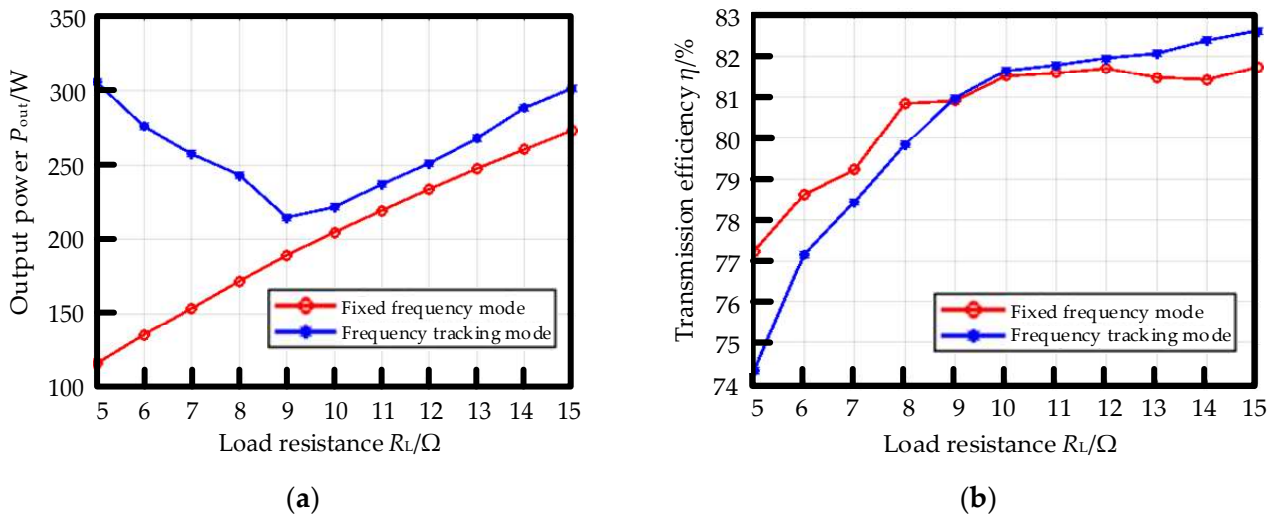 350
300
250
200
150
100
Output power Pout/W
Fixed frequency mode
Frequency tracking mode
5 6 7 8 9 10 11 12 13 14 15
Load resistance RL/Ω
(a)
83
82
81
80
79
78
77
76
75
74
Transmission efficiency η/%
Fixed frequency mode
Frequency tracking mode
5 6 7 8 9 10 11 12 13 14 15
Load resistance RL/Ω
(b)